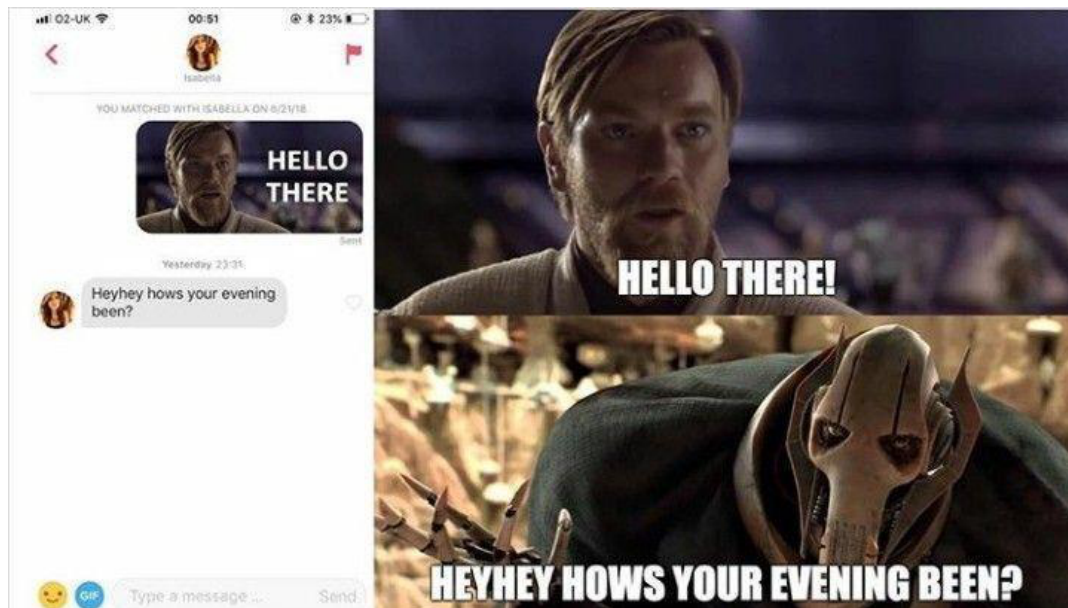 O2-UK 00:51 23%
Isabella
YOU MATCHED WITH ISABELLA ON 6/21/18
HELLO
THERE
Sent
Yesterday 23:31
Heyhey hows your evening
been?
GIF Type a message ... Send
HELLO THERE!
HEYHEY HOWS YOUR EVENING BEEN?